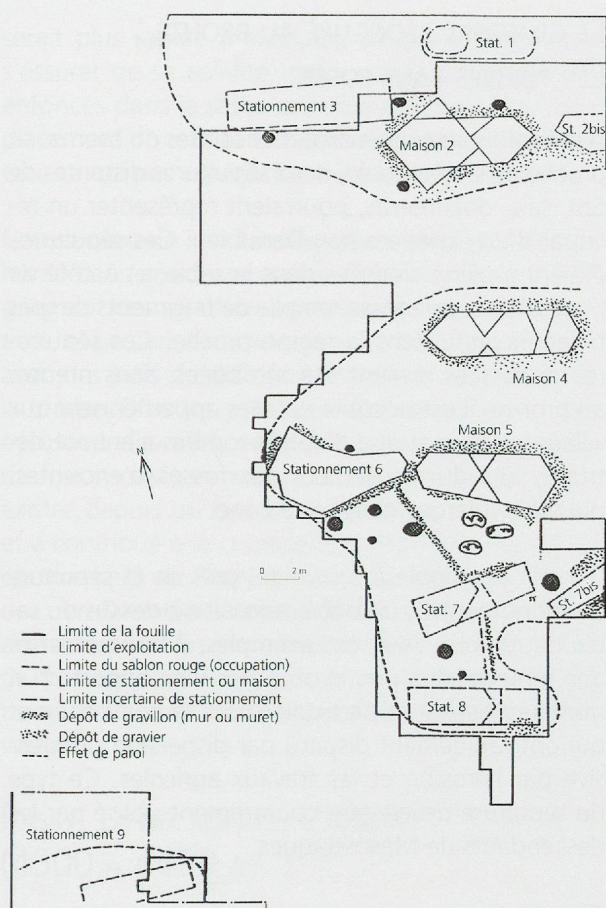 Stat. 1
Stationnement 3
St. 2bis
Maison 2
Maison 4
Maison 5
Stationnement 6
N
0 2 m
Stat. 7
St. 7bis
Stat. 8
Limite de la fouille
Limite d'exploitation
Limite du sablon rouge (occupation)
Limite de stationnement ou maison
Limite incertaine de stationnement
Dépôt de gravillon (mur ou muret)
Dépôt de gravier
Effet de paroi
Stationnement 9